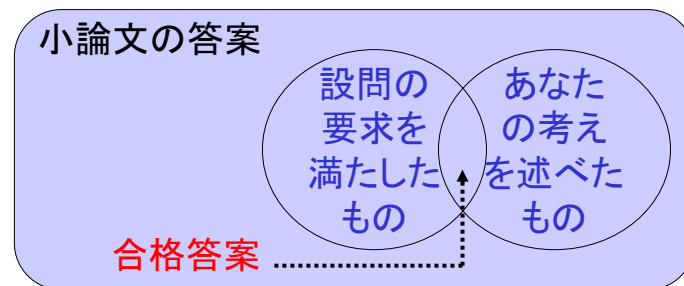 小論文の答案
設問の
要求を
満たした
もの
あなた
の考え
を述べた
もの
合格答案